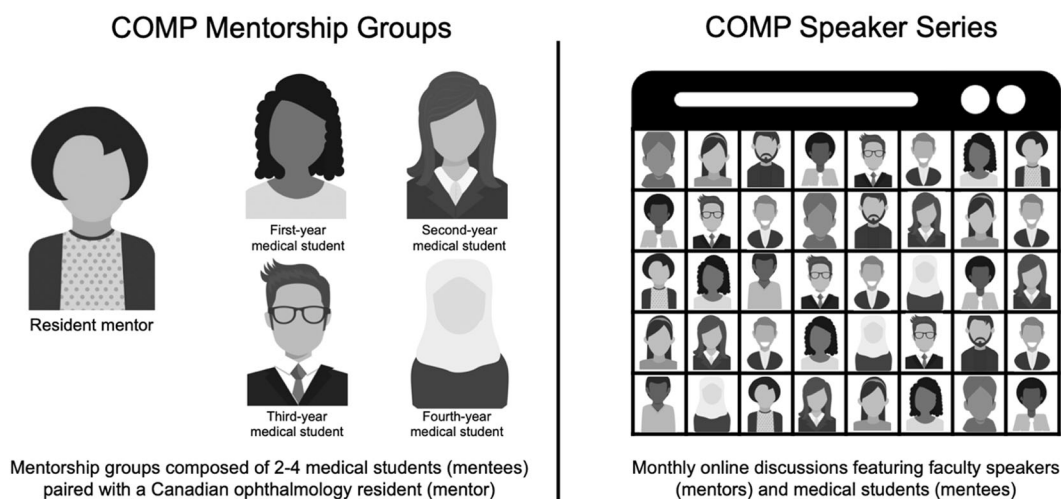 COMP Mentorship Groups
Resident mentor
First-year
medical student
Second-year
medical student
Third-year
medical student
Fourth-year
medical student
Mentorship groups composed of 2-4 medical students (mentees)
paired with a Canadian ophthalmology resident (mentor)
COMP Speaker Series
Monthly online discussions featuring faculty speakers
(mentors) and medical students (mentees)